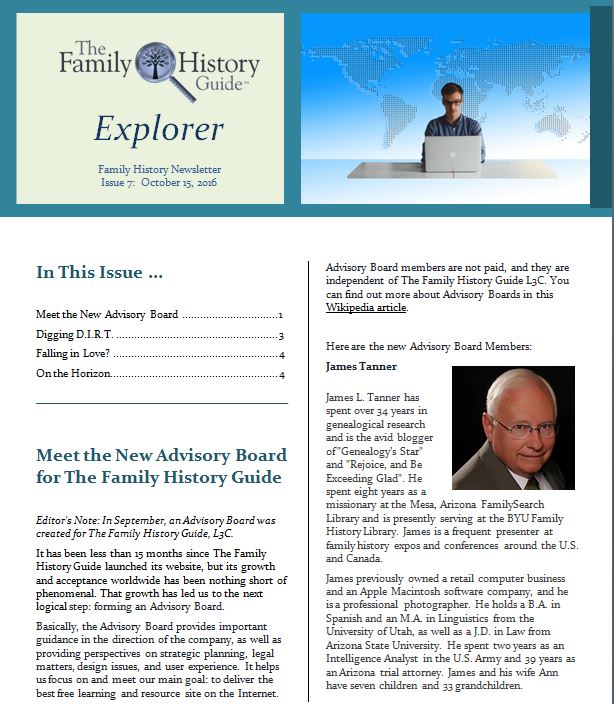 The
Family History
Guide™
Explorer
Family History Newsletter
Issue 7: October 15, 2016
In This Issue ...
Meet the New Advisory Board ................................1
Digging D.I.R.T. .......................................................3
Falling in Love? .......................................................4
On the Horizon.......................................................4
Meet the New Advisory Board
for The Family History Guide
Editor's Note: In September, an Advisory Board was
created for The Family History Guide, L3C.
It has been less than 15 months since The Family
History Guide launched its website, but its growth
and acceptance worldwide has been nothing short of
phenomenal. That growth has led us to the next
logical step: forming an Advisory Board.
Basically, the Advisory Board provides important
guidance in the direction of the company, as well as
providing perspectives on strategic planning, legal
matters, design issues, and user experience. It helps
us focus on and meet our main goal: to deliver the
best free learning and resource site on the Internet.
Advisory Board members are not paid, and they are
independent of The Family History Guide L3C. You
can find out more about Advisory Boards in this
Wikipedia article.
Here are the new Advisory Board Members:
James Tanner
James L. Tanner has
spent over 34 years in
genealogical research
and is the avid blogger
of "Genealogy's Star"
and "Rejoice, and Be
Exceeding Glad". He
spent eight years as a
missionary at the Mesa, Arizona FamilySearch
Library and is presently serving at the BYU Family
History Library. James is a frequent presenter at
family history expos and conferences around the U.S.
and Canada.
James previously owned a retail computer business
and an Apple Macintosh software company, and he
is a professional photographer. He holds a B.A. in
Spanish and an M.A. in Linguistics from the
University of Utah, as well as a J.D. in Law from
Arizona State University. He spent two years as an
Intelligence Analyst in the U.S. Army and 39 years as
an Arizona trial attorney. James and his wife Ann
have seven children and 33 grandchildren.